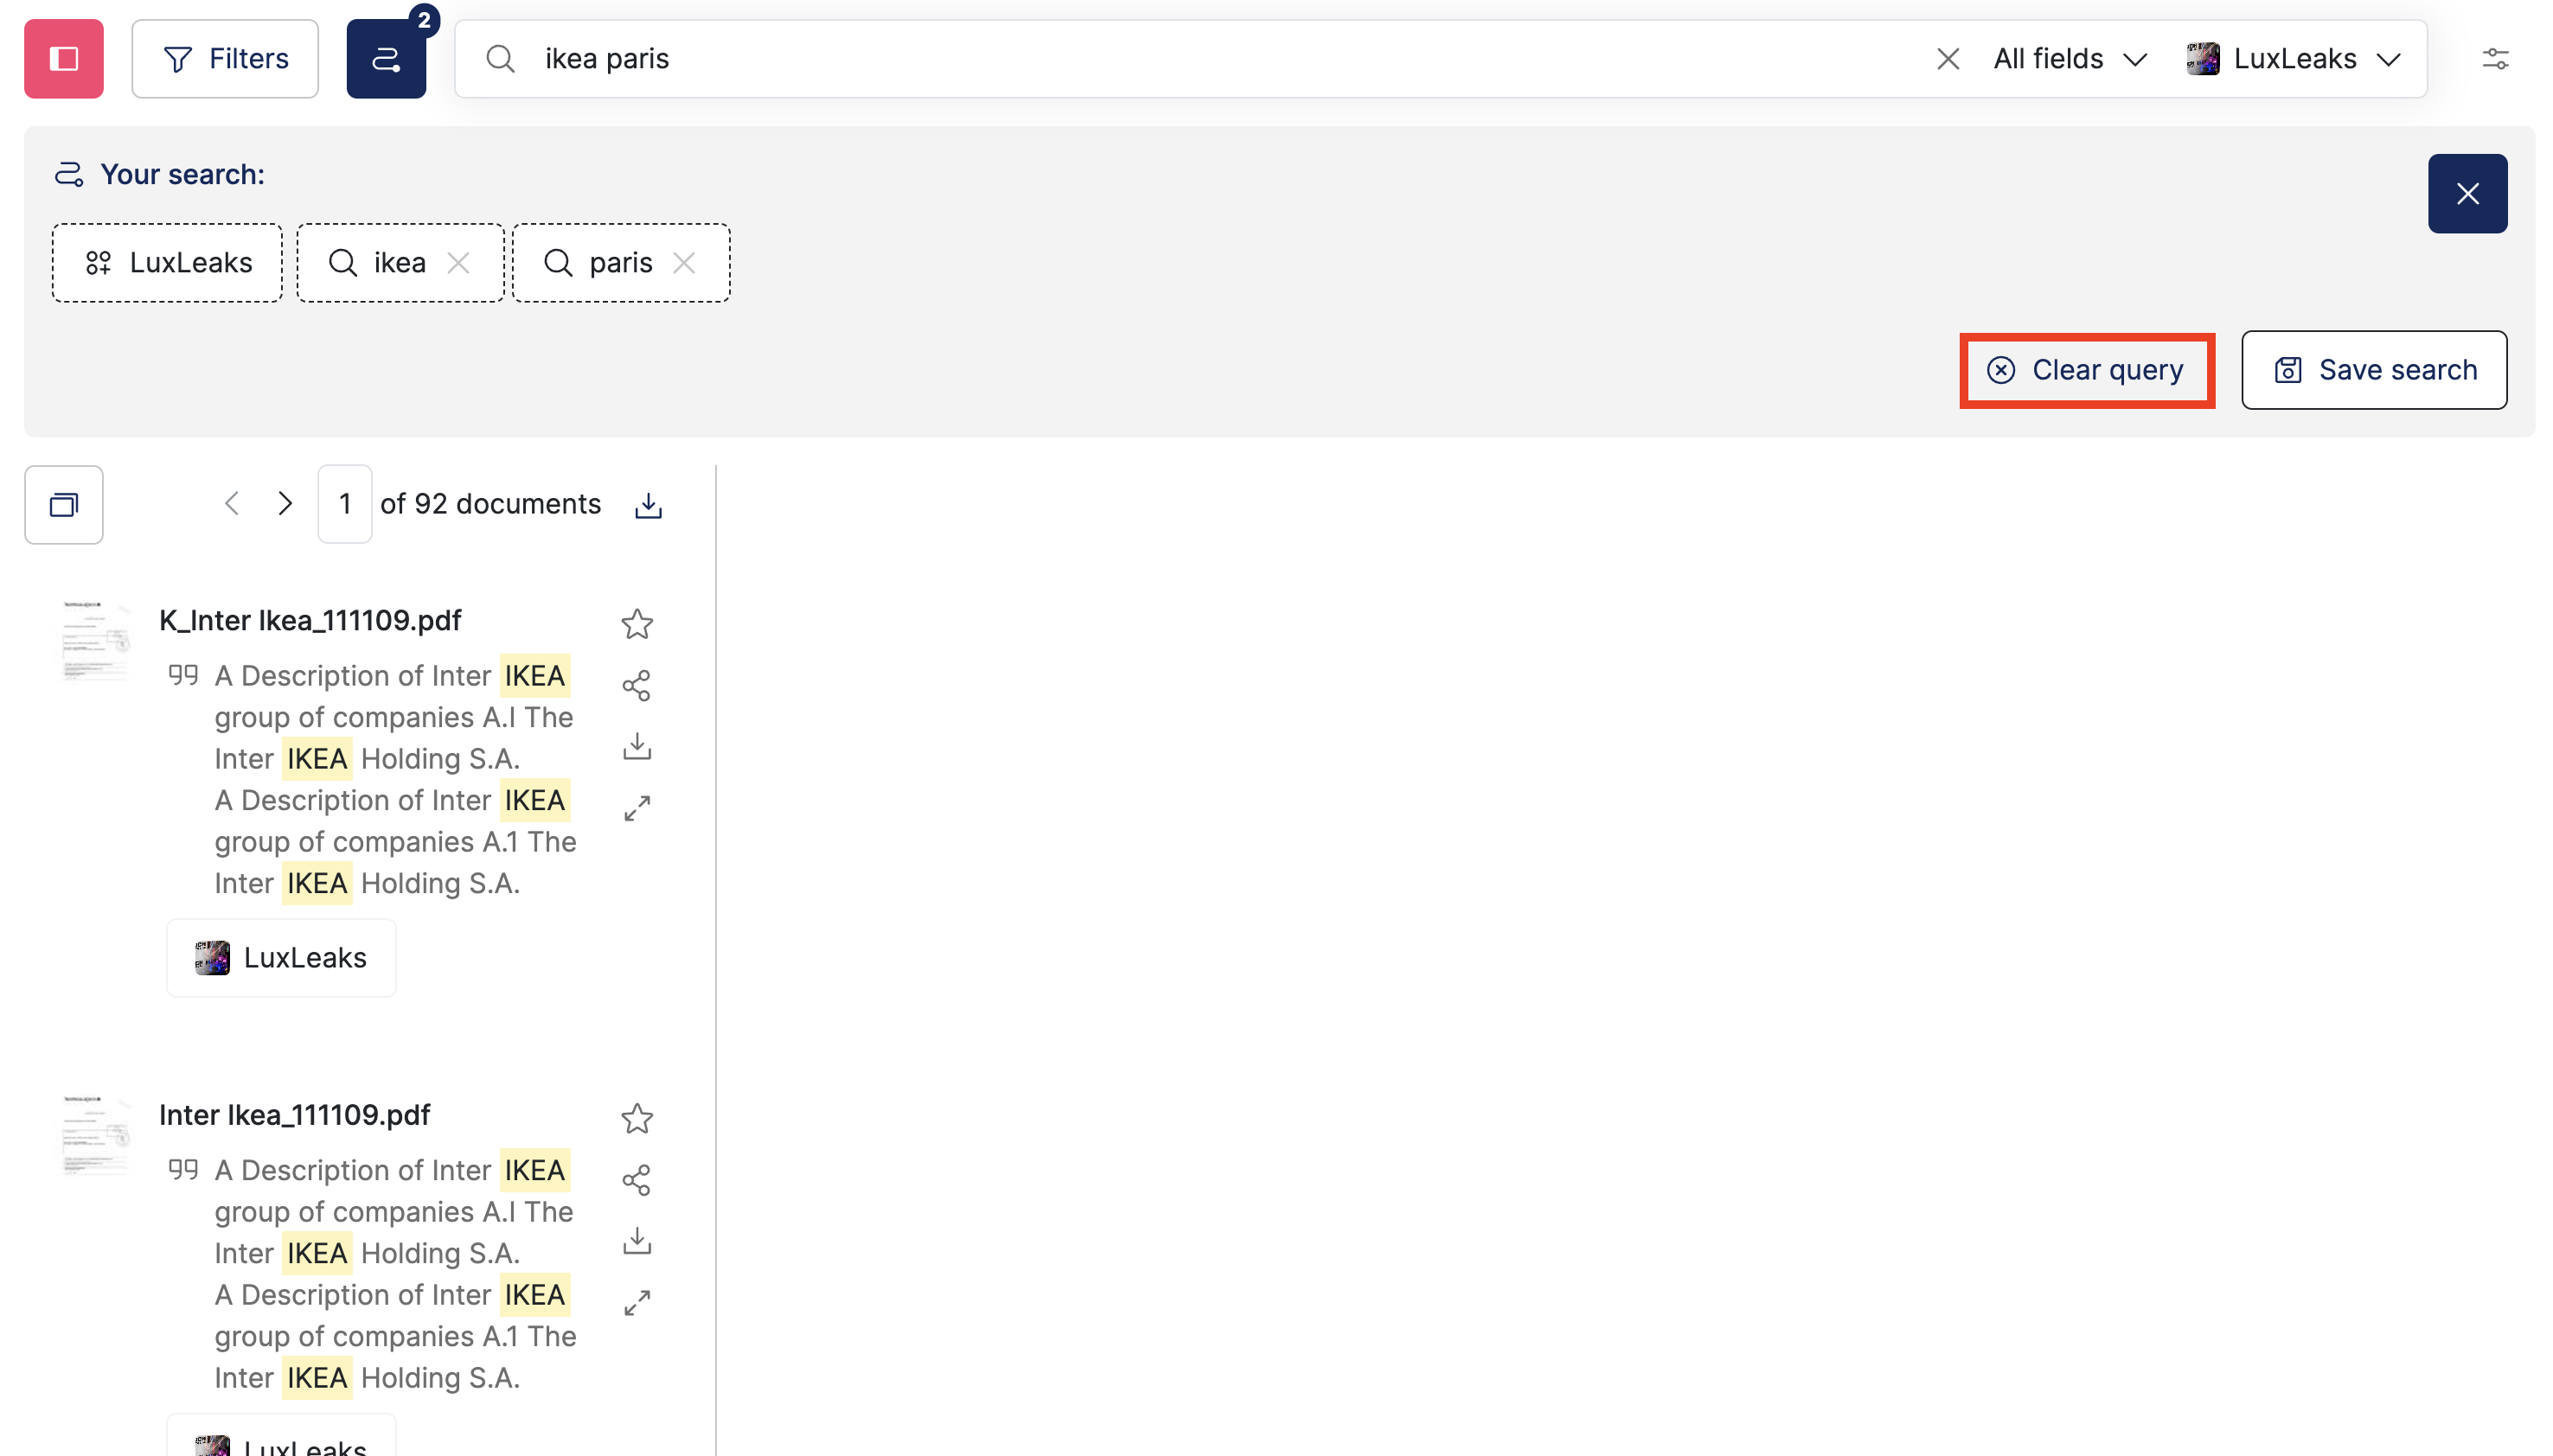 Filters
2
ikea paris
All fields
LuxLeaks
Your search:
LuxLeaks
ikea
paris
Clear query
Save search
1 of 92 documents
K_Inter Ikea_111109.pdf
A Description of Inter IKEA
group of companies A.I The
Inter IKEA Holding S.A.
A Description of Inter IKEA
group of companies A.1 The
Inter IKEA Holding S.A.
LuxLeaks
Inter Ikea_111109.pdf
A Description of Inter IKEA
group of companies A.I The
Inter IKEA Holding S.A.
A Description of Inter IKEA
group of companies A.1 The
Inter IKEA Holding S.A.
LuxLeaks